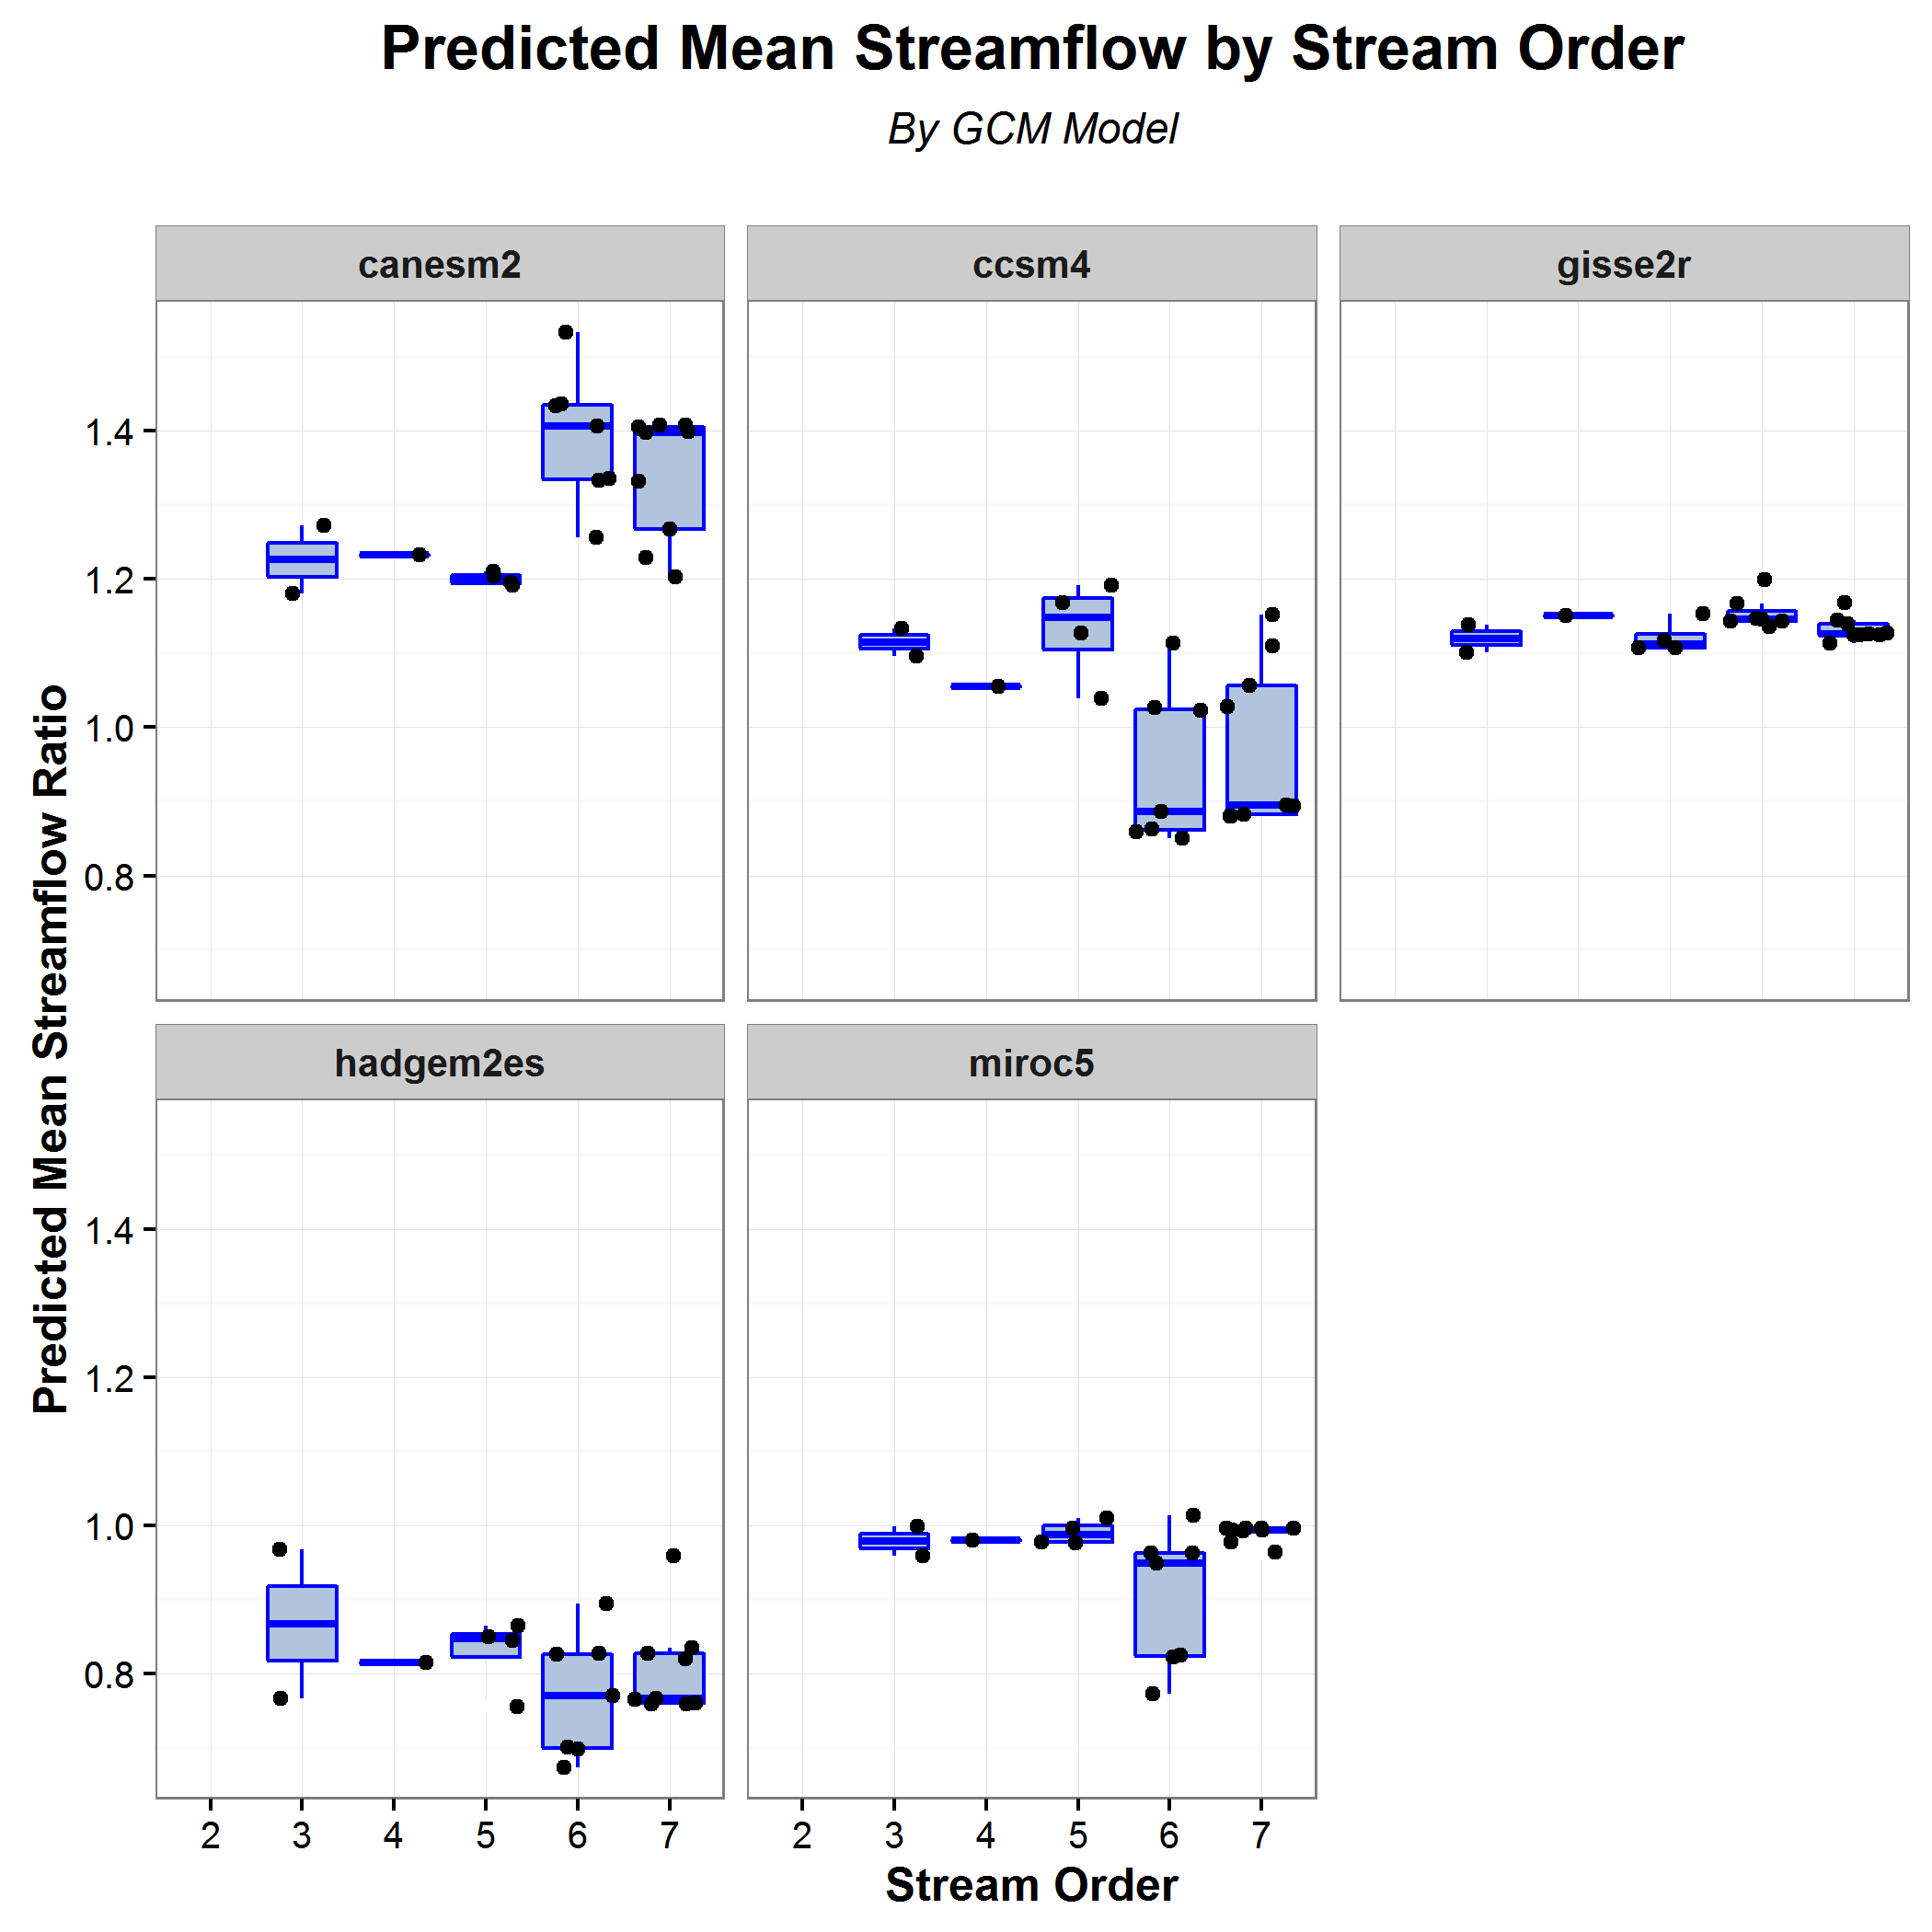 Predicted Mean Streamflow by Stream Order
By GCM Model
canesm2
ccsm4
gisse2r
1.4
1.2
1.0
0.8
Predicted Mean Streamflow Ratio
hadgem2es
miroc5
1.4
1.2
1.0
0.8
2 3 4 5 6 7
2 3 4 5 6 7
Stream Order